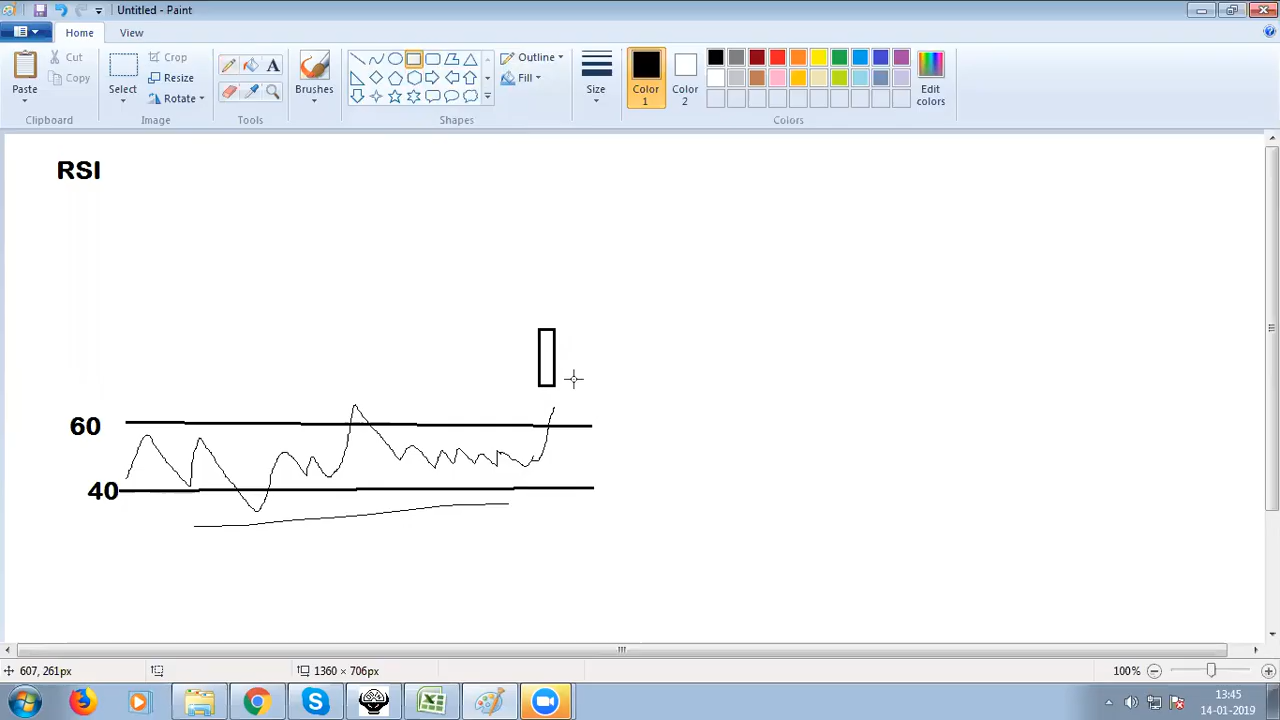 Untitled - Paint
Home
View
Paste
Cut
Copy
Clipboard
Select
Crop
Resize
Rotate
Image
A
Tools
Brushes
Shapes
Outline
Fill
Size
Color
1
Color
2
Edit
colors
Colors
RSI
60
40
607, 261px
1360 × 706px
100%
13:45
14-01-2019